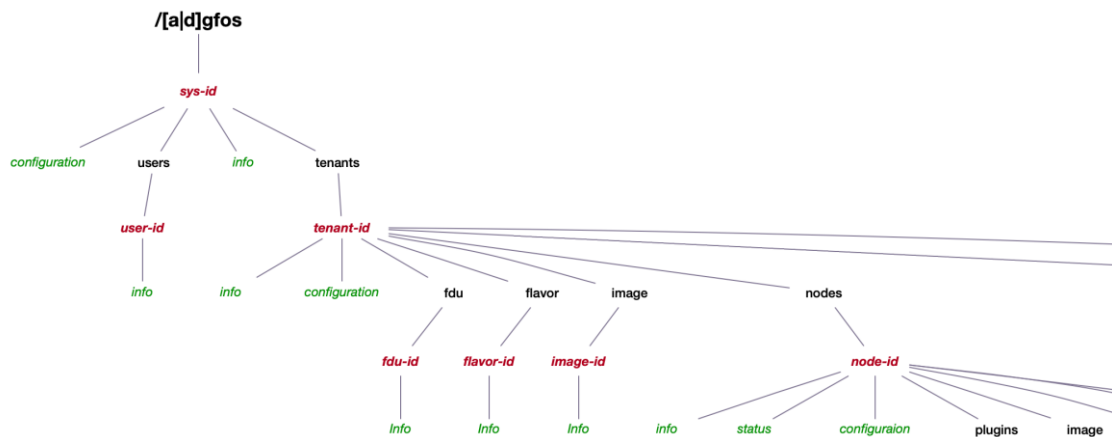 /[a|d]gfos
sys-id
configuration users info tenants
user-id tenant-id
info info configuration fdu flavor image nodes
fdu-id flavor-id image-id node-id
Info Info Info info status configuraion plugins image